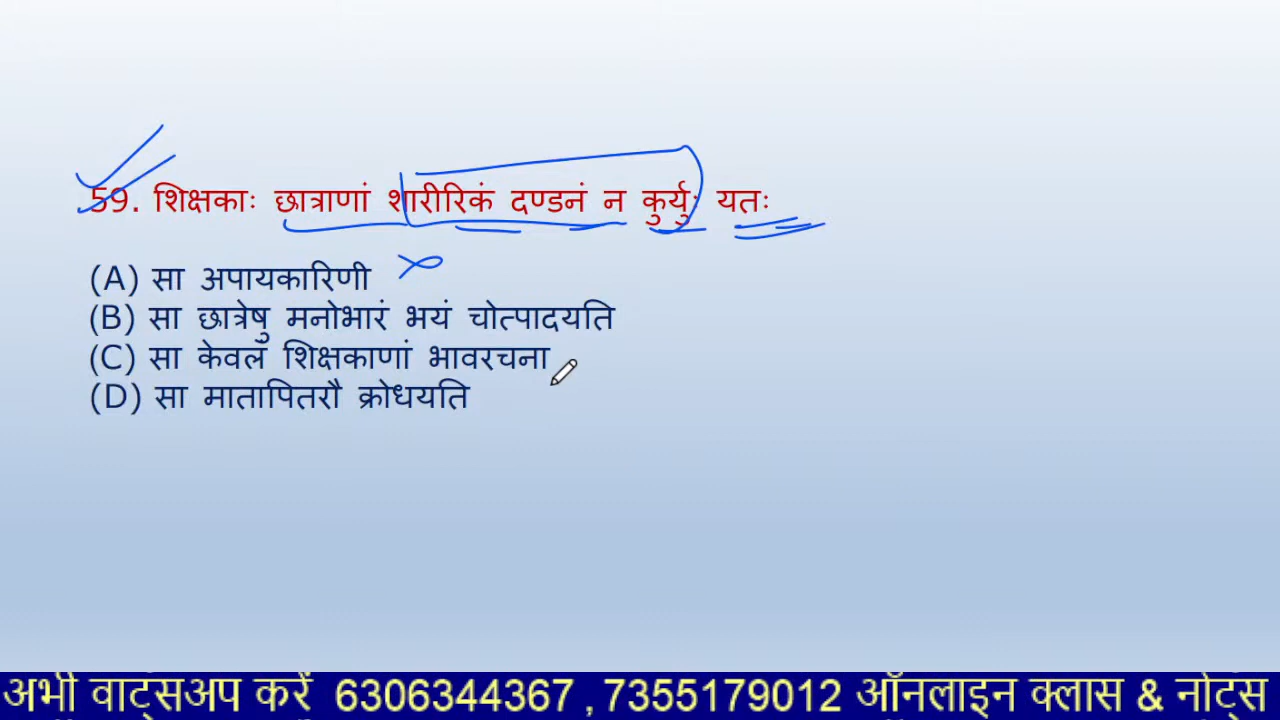 59. शिक्षकाः छात्राणां शारीरिकं दण्डनं न कुर्युः यतः
(A) सा अपायकारिणी
(B) सा छात्रेषु मनोभारं भयं चोत्पादयति
(C) सा केवलं शिक्षकाणां भावरचना
(D) सा मातापितरौ क्रोधयति
अभी वाट्सअप करें 6306344367 ,7355179012 ऑनलाइन क्लास & नोट्स